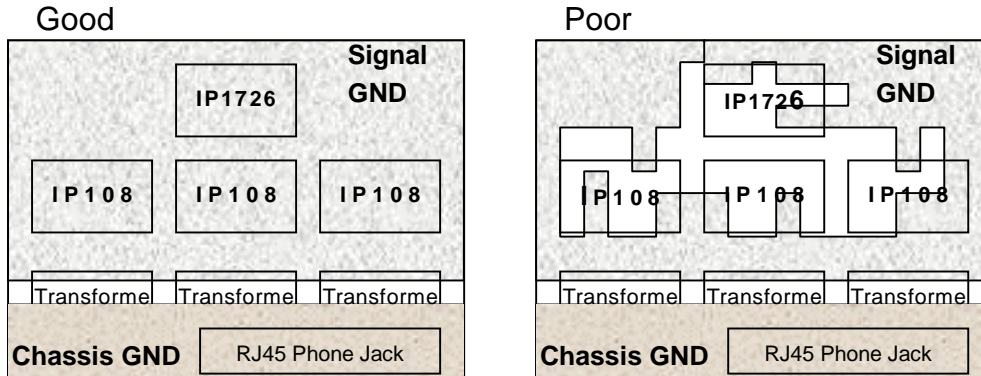 Good
Signal
GND
IP1726
IP108 IP108 IP108
Transforme Transforme Transforme
Chassis GND RJ45 Phone Jack
Poor
Signal
GND
IP1726
IP108 IP108 IP108
Transforme Transforme Transforme
Chassis GND RJ45 Phone Jack